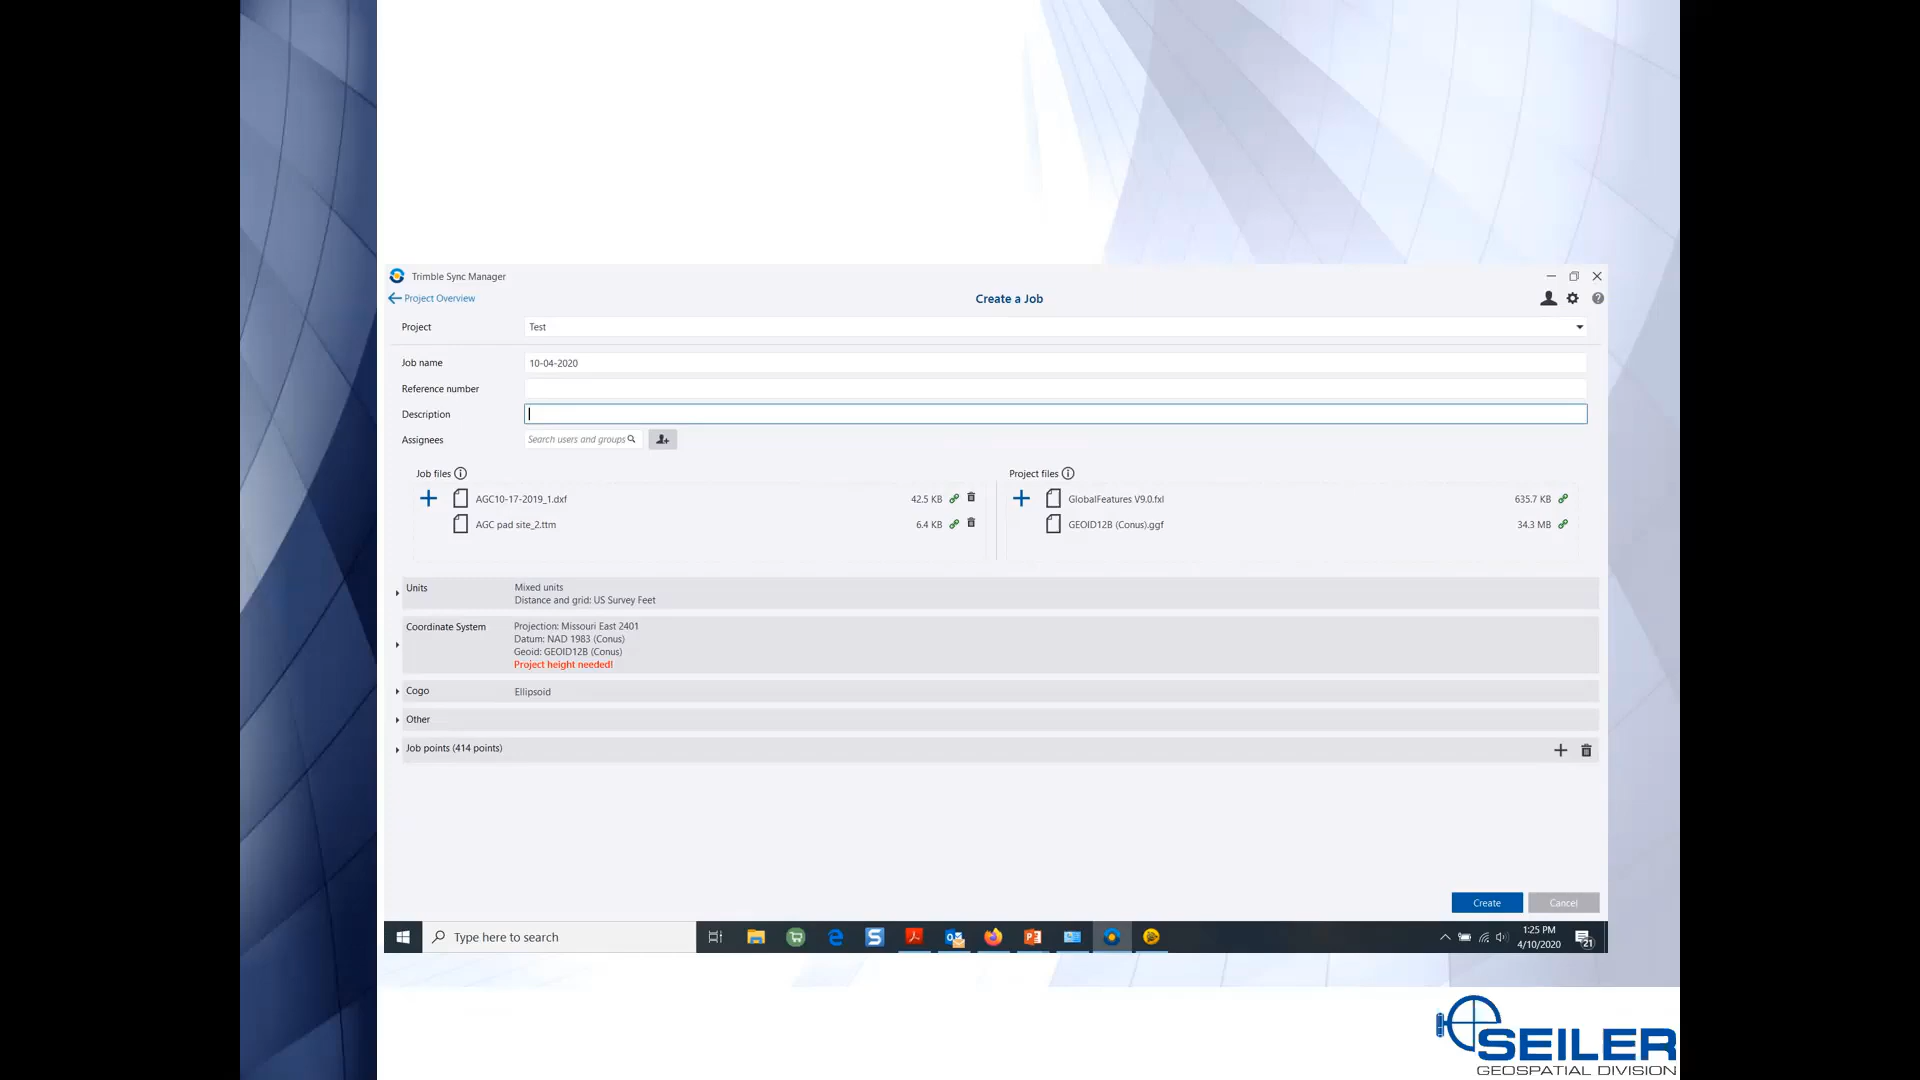 Trimble Sync Manager
Project Overview
Create a Job
Project
Test
Job name
10-04-2020
Reference number
Description
Assignees
Search users and groups
Job files
Project files
AGC10-17-2019_1.dxf
42.5 KB
GlobalFeatures V9.0.fxl
635.7 KB
AGC pad site_2.ttm
6.4 KB
GEOID12B (Conus).ggf
34.3 MB
Units
Mixed units
Distance and grid: US Survey Feet
Coordinate System
Projection: Missouri East 2401
Datum: NAD 1983 (Conus)
Geoid: GEOID12B (Conus)
Project height needed!
Cogo
Ellipsoid
Other
Job points (414 points)
Create
Cancel
Type here to search
1:25 PM
4/10/2020
21
SEILER
GEOSPATIAL DIVISION